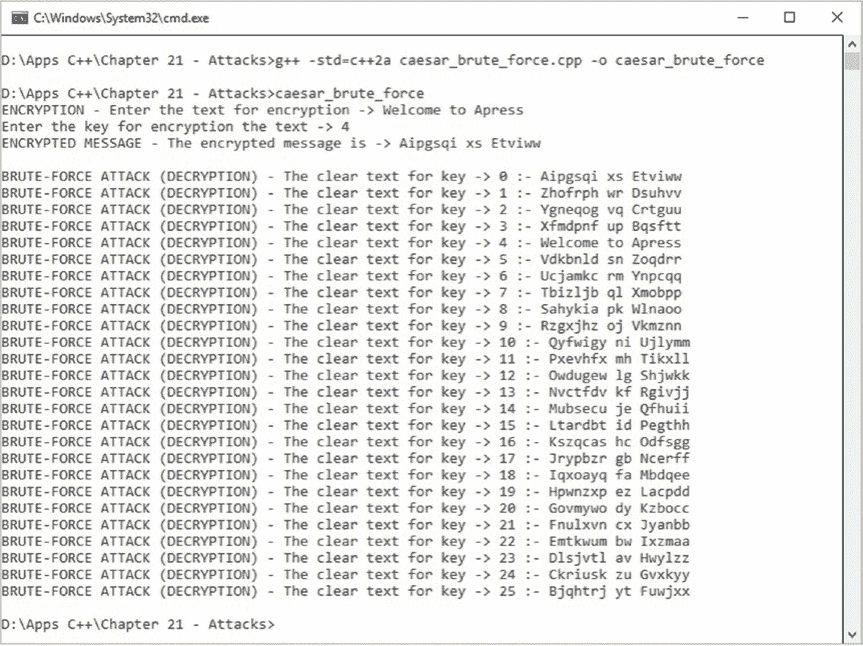 C:\Windows\System32\cmd.exe
D:\Apps C++\Chapter 21 - Attacks>g++ -std=c++2a caesar_brute_force.cpp -o caesar_brute_force
D:\Apps C++\Chapter 21 - Attacks>caesar_brute_force
ENCRYPTION - Enter the text for encryption -> Welcome to Apress
Enter the key for encryption the text -> 4
ENCRYPTED MESSAGE - The encrypted message is -> Aipgsqi xs Etviww
BRUTE-FORCE ATTACK (DECRYPTION) - The clear text for key -> 0 :- Aipgsqi xs Etviww
BRUTE-FORCE ATTACK (DECRYPTION) - The clear text for key -> 1 :- Zhofrph wr Dsuhvv
BRUTE-FORCE ATTACK (DECRYPTION) - The clear text for key -> 2 :- Ygneqog vq Crtguu
BRUTE-FORCE ATTACK (DECRYPTION) - The clear text for key -> 3 :- Xfmdpnf up Bqsftt
BRUTE-FORCE ATTACK (DECRYPTION) - The clear text for key -> 4 :- Welcome to Apress
BRUTE-FORCE ATTACK (DECRYPTION) - The clear text for key -> 5 :- Vdkbnld sn Zoqdrr
BRUTE-FORCE ATTACK (DECRYPTION) - The clear text for key -> 6 :- Ucjamkc rm Ynpcqq
BRUTE-FORCE ATTACK (DECRYPTION) - The clear text for key -> 7 :- Tbizljb ql Xmobpp
BRUTE-FORCE ATTACK (DECRYPTION) - The clear text for key -> 8 :- Sahykia pk Wlnaoo
BRUTE-FORCE ATTACK (DECRYPTION) - The clear text for key -> 9 :- Rzgxjhz oj Vkmznn
BRUTE-FORCE ATTACK (DECRYPTION) - The clear text for key -> 10 :- Qyfwigy ni Ujlymm
BRUTE-FORCE ATTACK (DECRYPTION) - The clear text for key -> 11 :- Pxevhfx mh Tikxll
BRUTE-FORCE ATTACK (DECRYPTION) - The clear text for key -> 12 :- Owdugew lg Shjwkk
BRUTE-FORCE ATTACK (DECRYPTION) - The clear text for key -> 13 :- Nvctfdv kf Rgivjj
BRUTE-FORCE ATTACK (DECRYPTION) - The clear text for key -> 14 :- Mubsecu je Qfhuii
BRUTE-FORCE ATTACK (DECRYPTION) - The clear text for key -> 15 :- Ltardbt id Pegthh
BRUTE-FORCE ATTACK (DECRYPTION) - The clear text for key -> 16 :- Kszqcas hc Odfsgg
BRUTE-FORCE ATTACK (DECRYPTION) - The clear text for key -> 17 :- Jrypbzr gb Ncerff
BRUTE-FORCE ATTACK (DECRYPTION) - The clear text for key -> 18 :- Iqxoayq fa Mbdqee
BRUTE-FORCE ATTACK (DECRYPTION) - The clear text for key -> 19 :- Hpwnzxp ez Lacpdd
BRUTE-FORCE ATTACK (DECRYPTION) - The clear text for key -> 20 :- Govmywo dy Kzbocc
BRUTE-FORCE ATTACK (DECRYPTION) - The clear text for key -> 21 :- Fnulxvn cx Jyanbb
BRUTE-FORCE ATTACK (DECRYPTION) - The clear text for key -> 22 :- Emtkwum bw Ixzmaa
BRUTE-FORCE ATTACK (DECRYPTION) - The clear text for key -> 23 :- Dlsjvtl av Hwylzz
BRUTE-FORCE ATTACK (DECRYPTION) - The clear text for key -> 24 :- Ckriusk zu Gvxkyy
BRUTE-FORCE ATTACK (DECRYPTION) - The clear text for key -> 25 :- Bjqhtrj yt Fuwjxx
D:\Apps C++\Chapter 21 - Attacks>